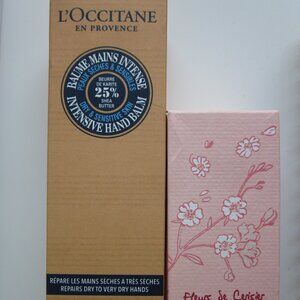 L'OCCITANE
EN PROVENCE
BAUME MAINS INTENSE
PEAUX SÈCHES & SENSIBLES
BEURRE
DE KARITÉ
25%
SHEA
BUTTER
DRY & SENSITIVE SKIN
INTENSIVE HAND BALM
RÉPARE LES MAINS SÈCHES À TRÈS SÈCHES
REPAIRS DRY TO VERY DRY HANDS
Fleurs de Cerisier